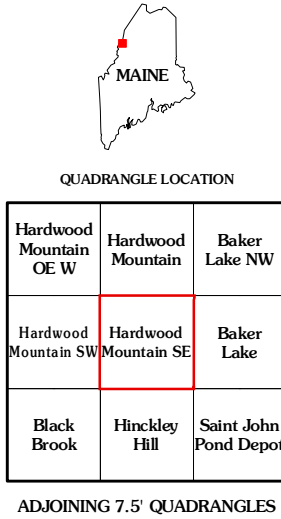 MAINE
QUADRANGLE LOCATION
Hardwood
Mountain
OE W
Hardwood
Mountain
Baker
Lake NW
Hardwood
Mountain SW
Hardwood
Mountain SE
Baker
Lake
Black
Brook
Hinckley
Hill
Saint John
Pond Depot
ADJOINING 7.5' QUADRANGLES